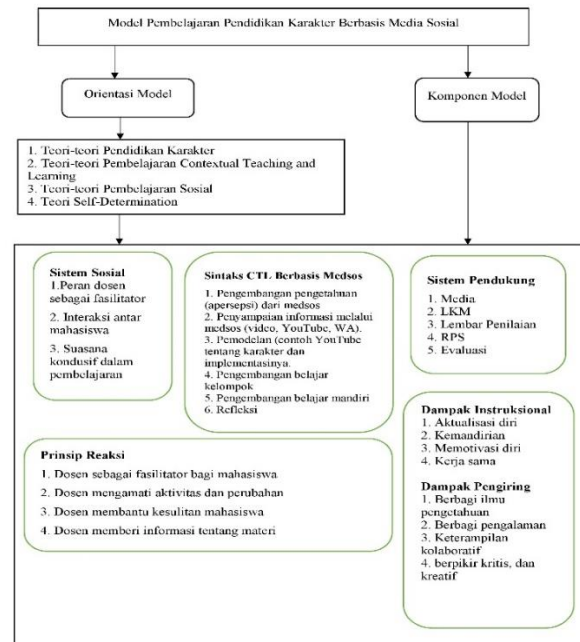 Model Pembelajaran Pendidikan Karakter Berbasis Media Sosial
Orientasi Model
Komponen Model
1. Teori-teori Pendidikan Karakter
2. Teori-teori Pembelajaran Contextual Teaching and
Learning
3. Teori-teori Pembelajaran Sosial
4. Teori Self-Determination
Sistem Sosial
1.Peran dosen
sebagai fasilitator
2. Interaksi antar
mahasiswa
3. Suasana
kondusif dalam
pembelajaran
Sintaks CTL Berbasis Medsos
1. Pengembangan pengetahuan
(apersepsi) dari medsos
2. Penyampaian informasi melalui
medsos (video, YouTube, WA).
3. Pemodelan (contoh YouTube
tentang karakter dan
implementasinya.
4. Pengembangan belajar
kelompok
5. Pengembangan belajar mandiri
6. Refleksi
Sistem Pendukung
1. Media
2. LKM
3. Lembar Penilaian
4. RPS
5. Evaluasi
Prinsip Reaksi
1. Dosen sebagai fasilitator bagi mahasiswa
2. Dosen mengamati aktivitas dan perubahan
3. Dosen membantu kesulitan mahasiswa
4. Dosen memberi informasi tentang materi
Dampak Instruksional
1. Aktualisasi diri
2. Kemandirian
3. Memotivasi diri
4. Kerja sama
Dampak Pengiring
1. Berbagi ilmu
pengetahuan
2. Berbagi pengalaman
3. Keterampilan
kolaboratif
4. berpikir kritis, dan
kreatif